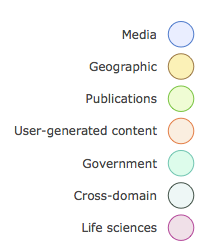 Media
Geographic
Publications
User-generated content
Government
Cross-domain
Life sciences